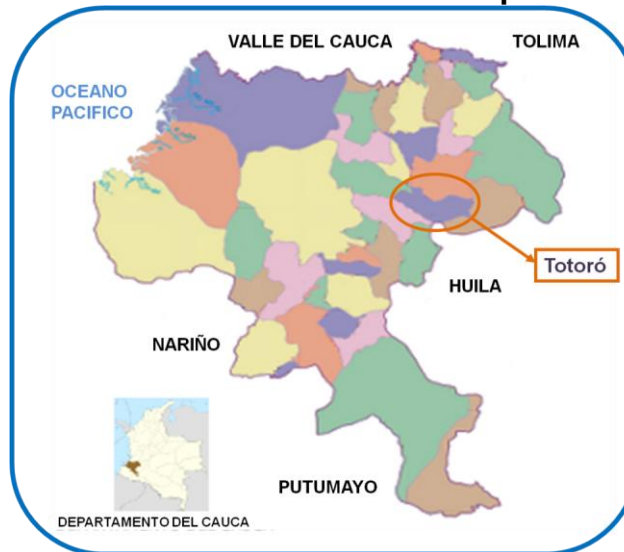 VALLE DEL CAUCA
TOLIMA
OCEANO
PACIFICO
Totoró
HUILA
NARIÑO
PUTUMAYO
DEPARTAMENTO DEL CAUCA